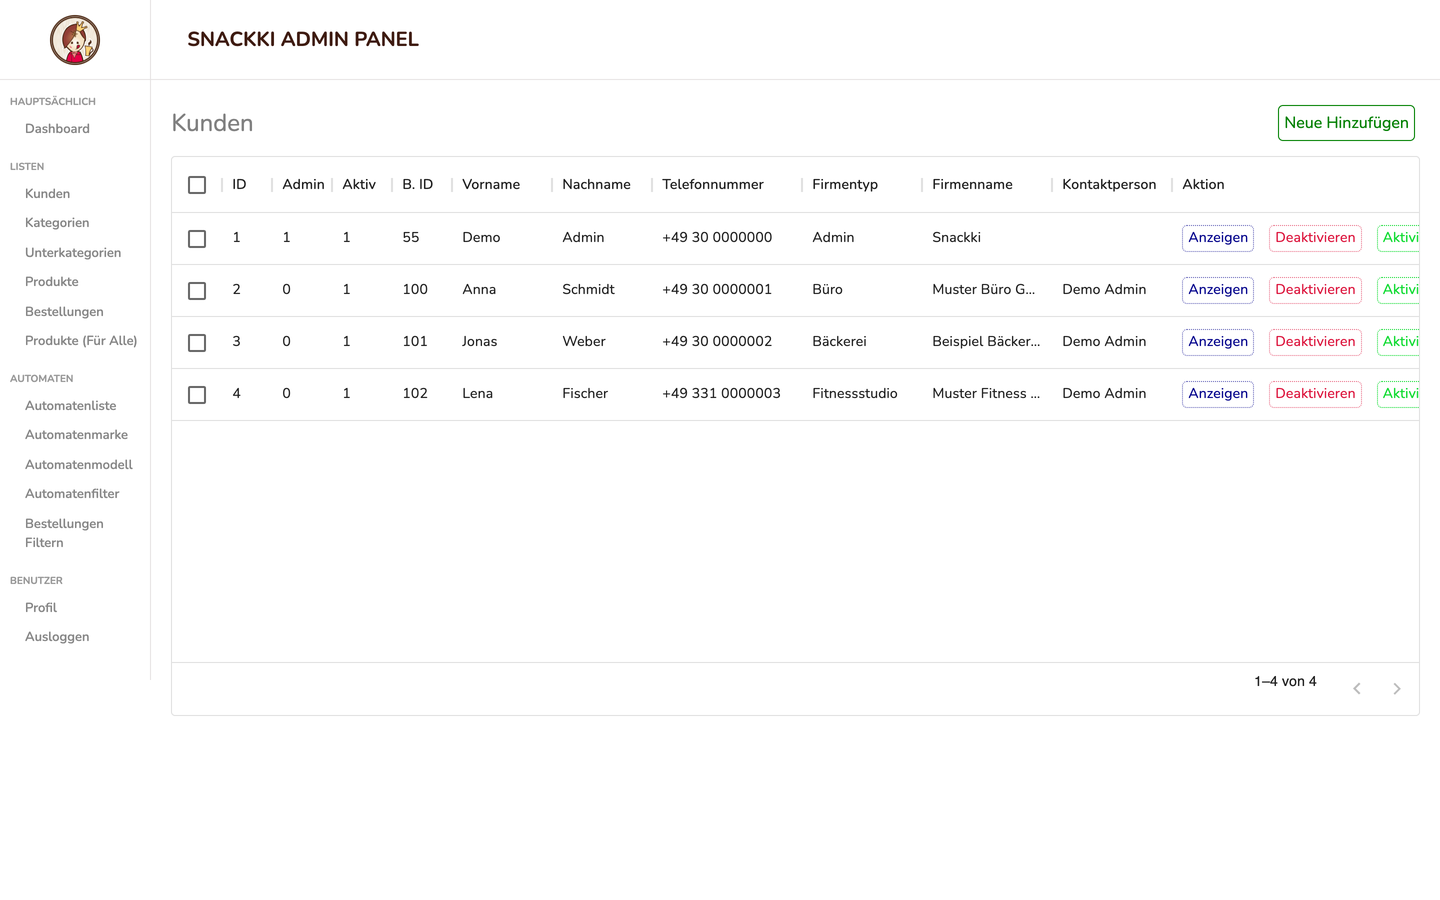 SNACKKI ADMIN PANEL
HAUPTSÄCHLICH
Dashboard
LISTEN
Kunden
Kategorien
Unterkategorien
Produkte
Bestellungen
Produkte (Für Alle)
AUTOMATEN
Automatenliste
Automatenmarke
Automatenmodell
Automatenfilter
Bestellungen
Filtern
BENUTZER
Profil
Ausloggen
Kunden
Neue Hinzufügen
ID Admin Aktiv B. ID Vorname Nachname Telefonnummer Firmentyp Firmenname Kontaktperson Aktion
1 1 1 55 Demo Admin +49 30 0000000 Admin Snackki Anzeigen Deaktivieren Aktivi
2 0 1 100 Anna Schmidt +49 30 0000001 Büro Muster Büro G... Demo Admin Anzeigen Deaktivieren Aktivi
3 0 1 101 Jonas Weber +49 30 0000002 Bäckerei Beispiel Bäcker... Demo Admin Anzeigen Deaktivieren Aktivi
4 0 1 102 Lena Fischer +49 331 0000003 Fitnessstudio Muster Fitness ... Demo Admin Anzeigen Deaktivieren Aktivi
1–4 von 4